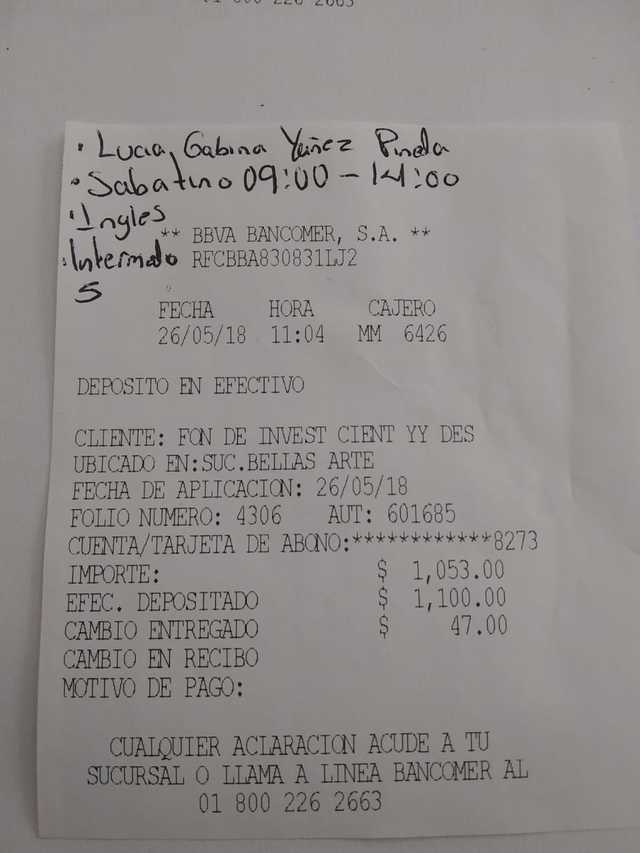 01 800 226 2663
· Lucia Gabina Yañez Pineda
· Sabatino 09:00 - 14:00
· Ingles
** BBVA BANCOMER, S.A. **
· Intermedio RFCBBA830831LJ2
5
FECHA HORA CAJERO
26/05/18 11:04 MM 6426
DEPOSITO EN EFECTIVO
CLIENTE: FON DE INVEST CIENT YY DES
UBICADO EN:SUC.BELLAS ARTE
FECHA DE APLICACION: 26/05/18
FOLIO NUMERO: 4306 AUT: 601685
CUENTA/TARJETA DE ABONO:************8273
IMPORTE: $ 1,053.00
EFEC. DEPOSITADO $ 1,100.00
CAMBIO ENTREGADO $ 47.00
CAMBIO EN RECIBO
MOTIVO DE PAGO:
CUALQUIER ACLARACION ACUDE A TU
SUCURSAL O LLAMA A LINEA BANCOMER AL
01 800 226 2663